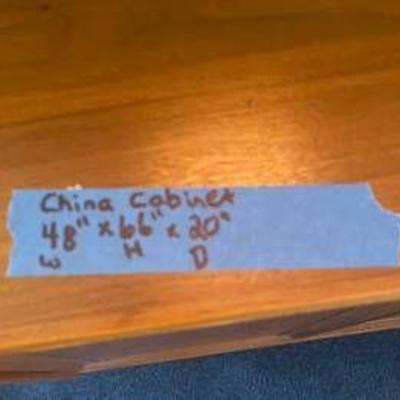 China Cabinet
48" x 66" x 20"
W H D